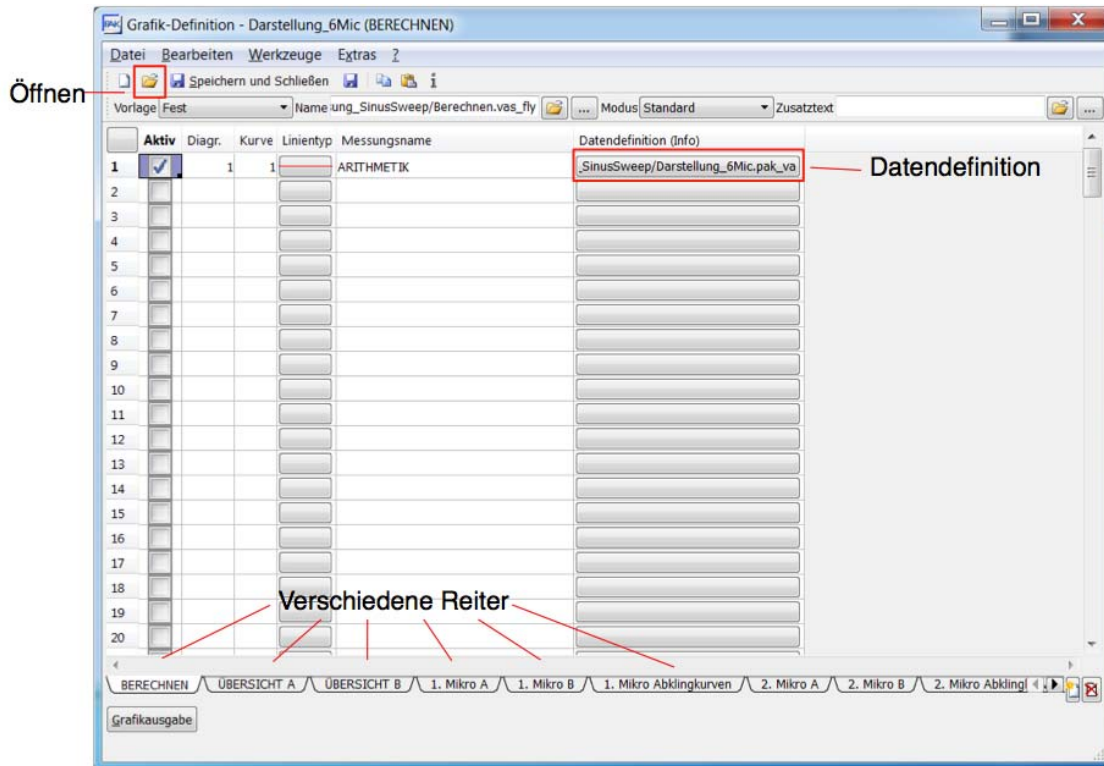 PAK Grafik-Definition - Darstellung_6Mic (BERECHNEN)
Datei Bearbeiten Werkzeuge Extras ?
Öffnen
Speichern und Schließen
Vorlage Fest Name ung_SinusSweep/Berechnen.vas_fly ... Modus Standard Zusatztext ...
Aktiv Diagr. Kurve Linientyp Messungsname Datendefinition (Info)
1 1 1 ARITHMETIK _SinusSweep/Darstellung_6Mic.pak_va Datendefinition
2
3
4
5
6
7
8
9
10
11
12
13
14
15
16
17
18
Verschiedene Reiter
19
20
BERECHNEN ÜBERSICHT A ÜBERSICHT B 1. Mikro A 1. Mikro B 1. Mikro Abklingkurven 2. Mikro A 2. Mikro B 2. Mikro Abklingl
Grafikausgabe